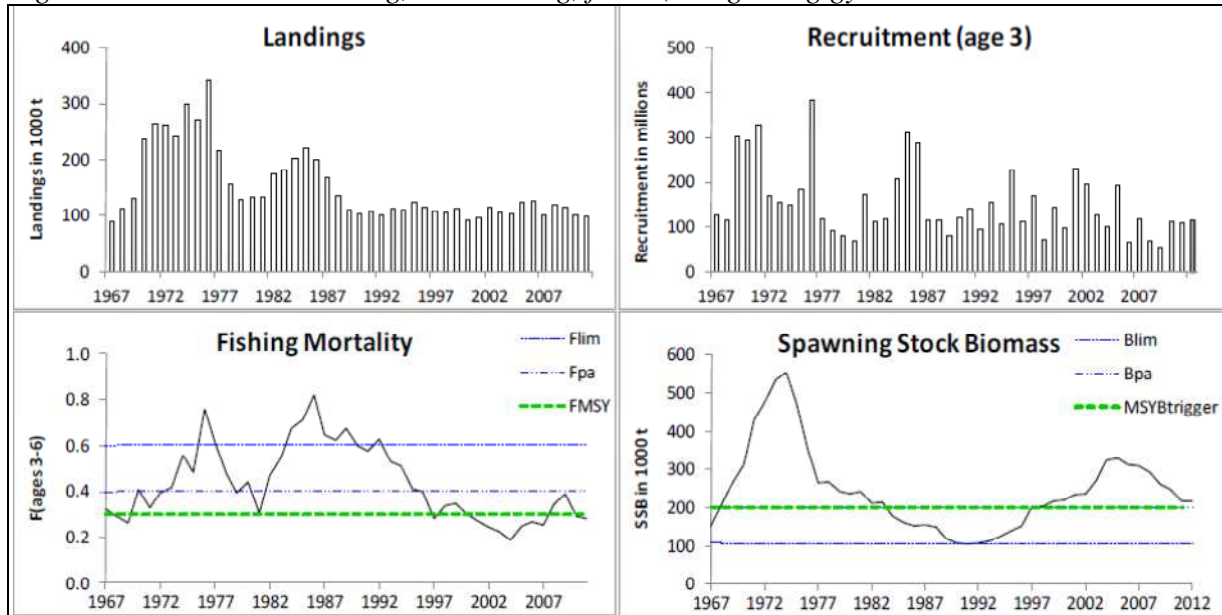 Landings
Landings in 1000 t
400
300
200
100
0
1967 1972 1977 1982 1987 1992 1997 2002 2007
Recruitment (age 3)
Recruitment in millions
500
400
300
200
100
0
1967 1972 1977 1982 1987 1992 1997 2002 2007
Fishing Mortality
Flim
Fpa
FMSY
F(ages 3-6)
1.0
0.8
0.6
0.4
0.2
0.0
1967 1972 1977 1982 1987 1992 1997 2002 2007
Spawning Stock Biomass
Blim
Bpa
MSYBtrigger
SSB in 1000 t
600
500
400
300
200
100
0
1967 1972 1977 1982 1987 1992 1997 2002 2007 2012